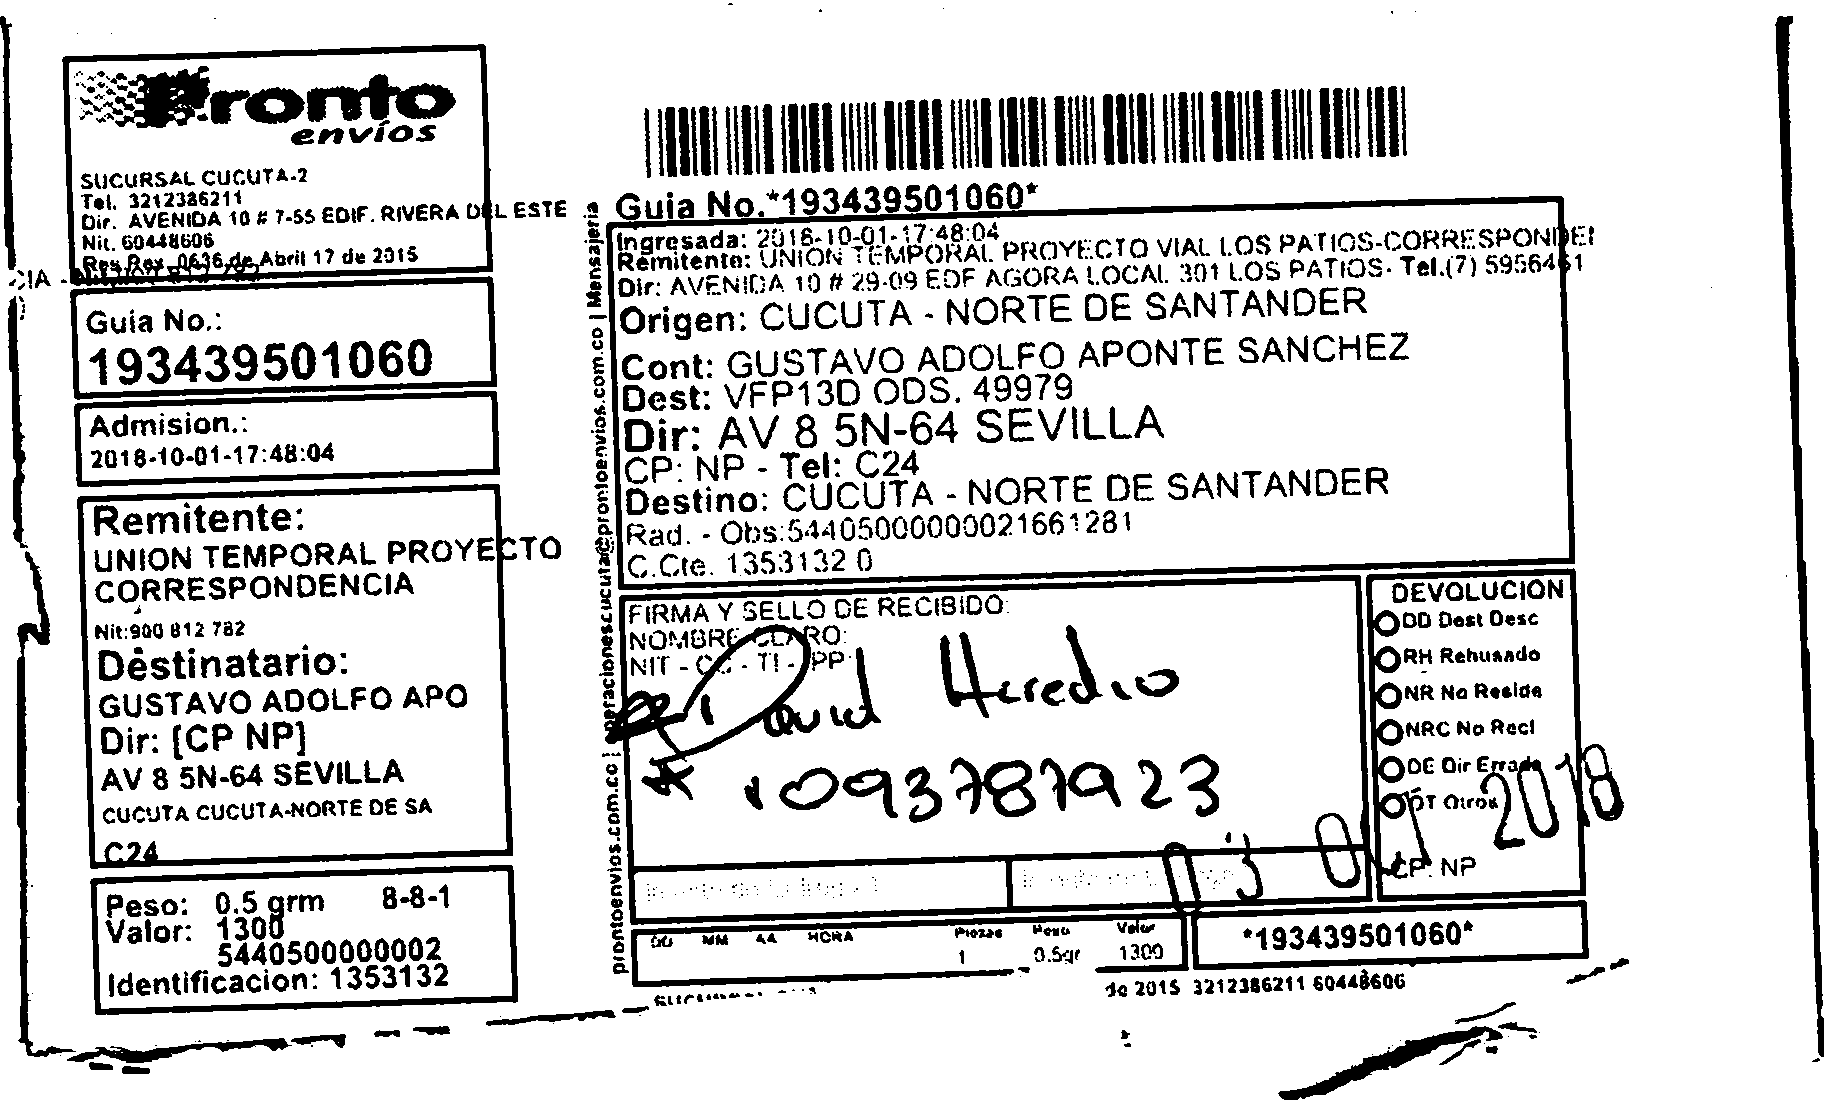 Pronto
envíos
SUCURSAL CUCUTA-2
Tel. 3212386211
Dir. AVENIDA 10 # 7-55 EDIF. RIVERA DEL ESTE
Nit. 60448606
Res Rex. 0636 de Abril 17 de 2015
Guia No.:
193439501060
Admision.:
2018-10-01-17:48:04
Remitente:
UNION TEMPORAL PROYECTO
CORRESPONDENCIA
Nit:900 812 782
Destinatario:
GUSTAVO ADOLFO APO
Dir: [CP NP]
AV 8 5N-64 SEVILLA
CUCUTA CUCUTA-NORTE DE SA
C24
Peso: 0.5 grm 8-8-1
Valor: 1300
5440500000002
Identificacion: 1353132
prontoenvios.com.co | operacionescucuta@prontoenvios.com.co | Mensajeria
Guia No.*193439501060*
Ingresada: 2018-10-01-17:48:04
Remitente: UNION TEMPORAL PROYECTO VIAL LOS PATIOS-CORRESPONDEI
Dir: AVENIDA 10 # 29-09 EDF AGORA LOCAL 301 LOS PATIOS- Tel.(7) 5956461
Origen: CUCUTA - NORTE DE SANTANDER
Cont: GUSTAVO ADOLFO APONTE SANCHEZ
Dest: VFP13D ODS. 49979
Dir: AV 8 5N-64 SEVILLA
CP: NP - Tel: C24
Destino: CUCUTA - NORTE DE SANTANDER
Rad. - Obs:54405000000021661281
C.Cte. 1353132 0
FIRMA Y SELLO DE RECIBIDO:
NOMBRE CLARO:
NIT - CC - TI - PP:
David Heredio
1093787923
DEVOLUCION
DD Dest Desc
RH Rehusado
NR No Reside
NRC No Recl
DE Dir Errada
OT Otros
CP: NP
03 2018
DD MM AA HORA
Piezas Peso Valor
1 0.5gr 1300
*193439501060*
de 2015 3212386211 60448606